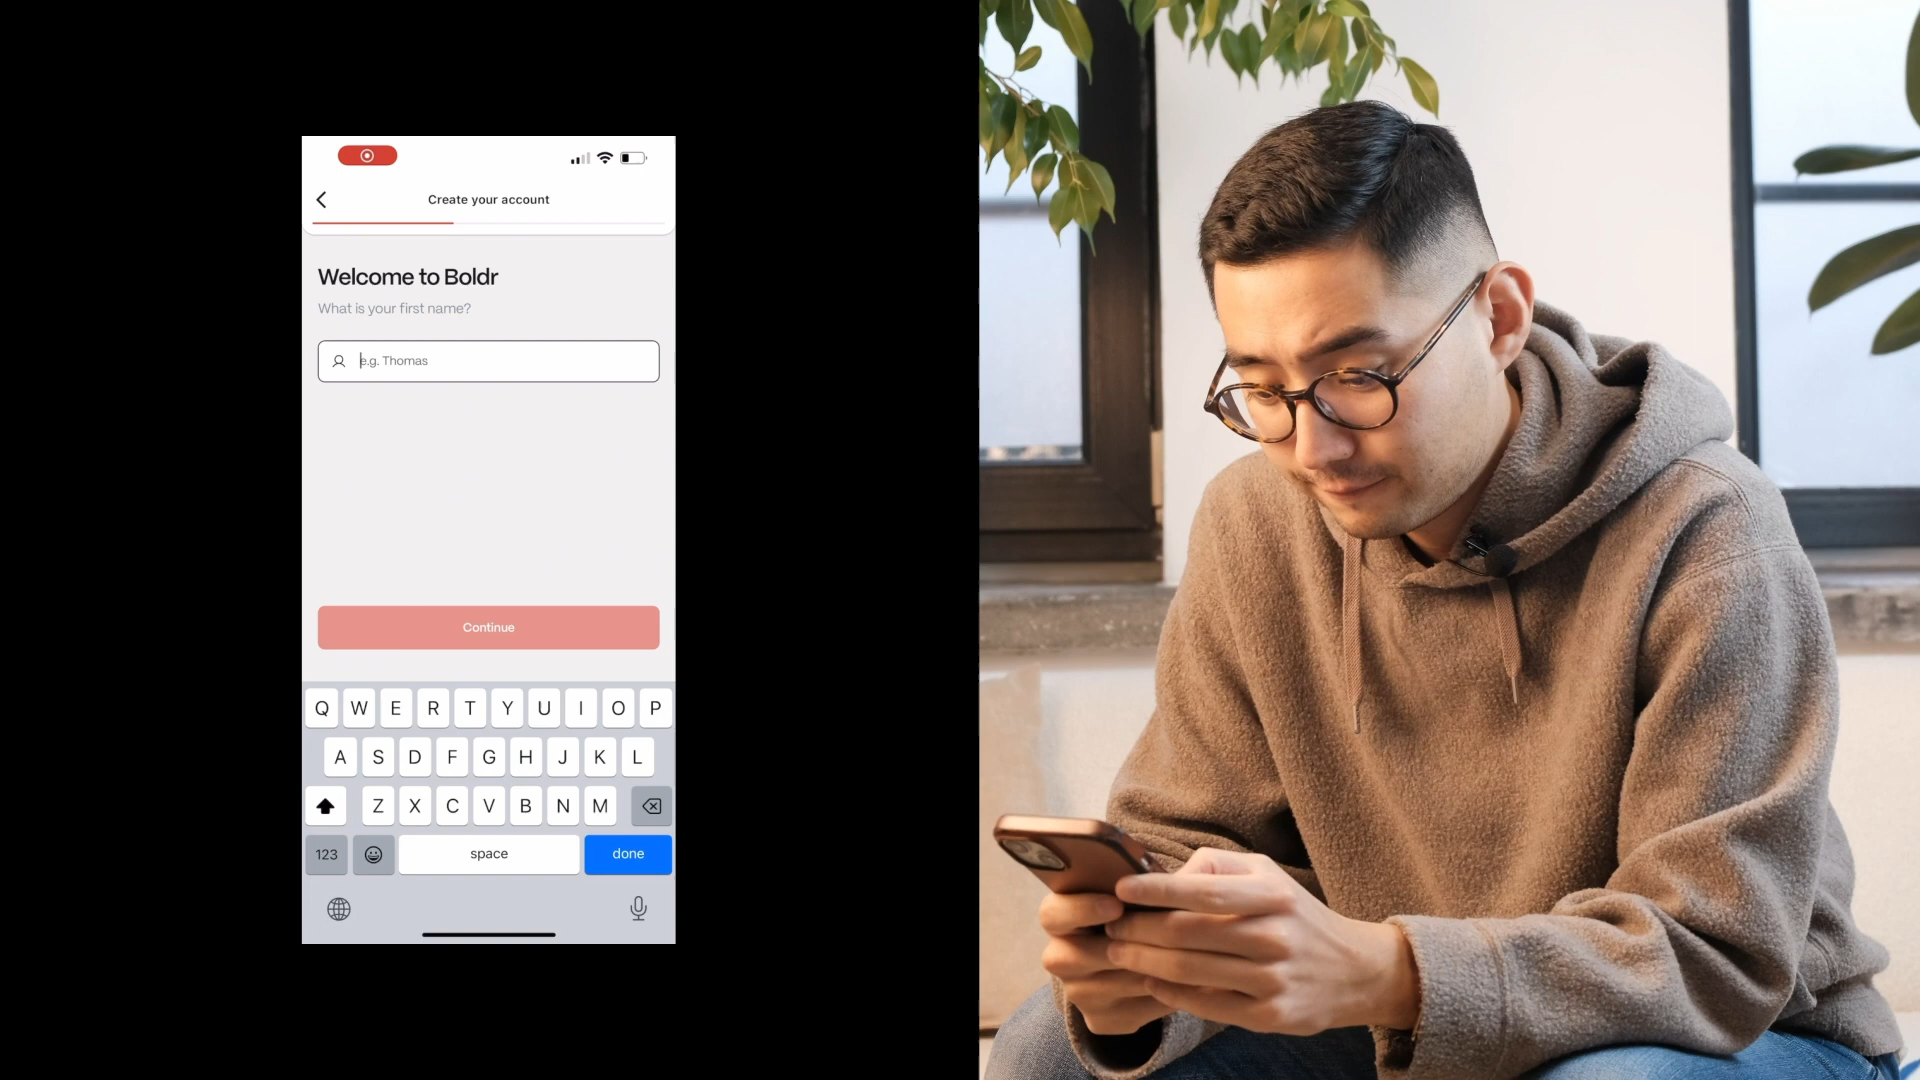 Create your account
Welcome to Boldr
What is your first name?
e.g. Thomas
Continue
Q W E R T Y U I O P
A S D F G H J K L
Z X C V B N M
123 space done